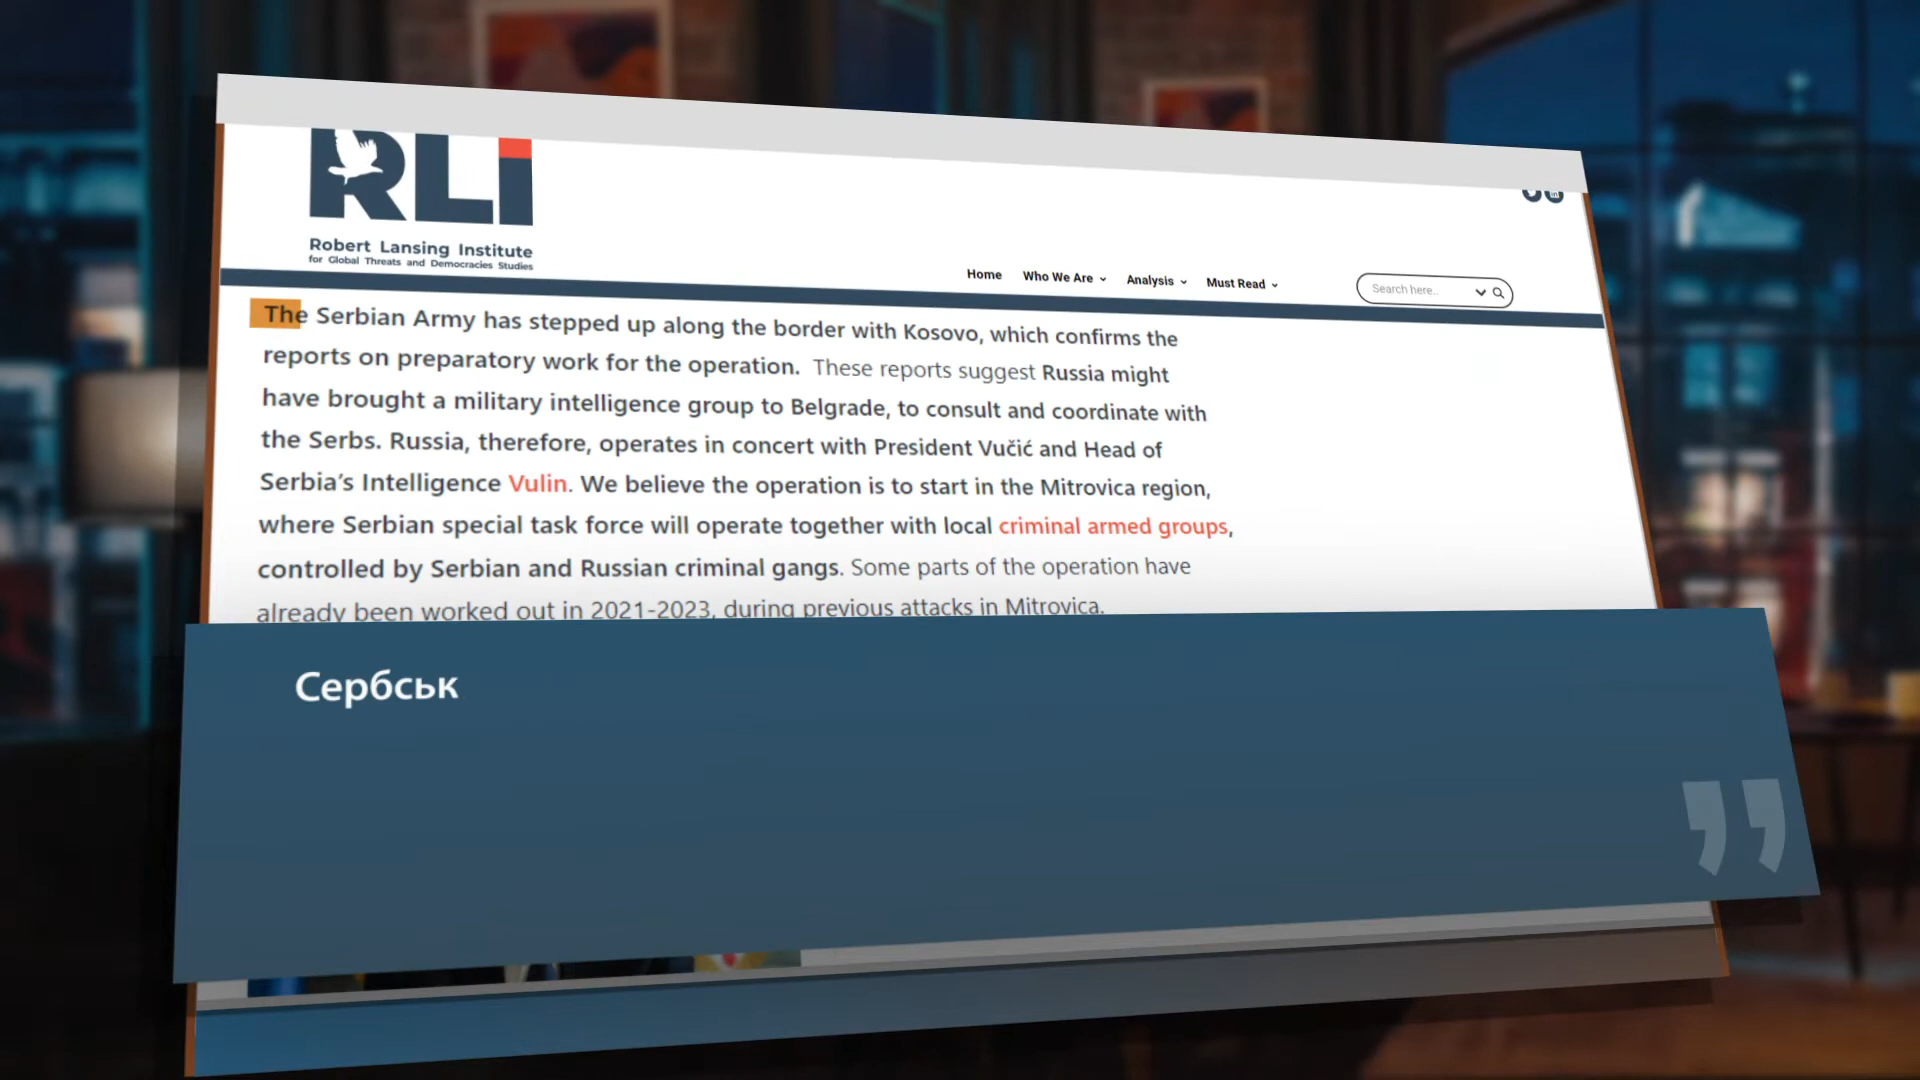 RLI
Robert Lansing Institute
for Global Threats and Democracies Studies
Home Who We Are Analysis Must Read Search here..
The Serbian Army has stepped up along the border with Kosovo, which confirms the
reports on preparatory work for the operation. These reports suggest Russia might
have brought a military intelligence group to Belgrade, to consult and coordinate with
the Serbs. Russia, therefore, operates in concert with President Vučić and Head of
Serbia’s Intelligence Vulin. We believe the operation is to start in the Mitrovica region,
where Serbian special task force will operate together with local criminal armed groups,
controlled by Serbian and Russian criminal gangs. Some parts of the operation have
already been worked out in 2021-2023, during previous attacks in Mitrovica.
Сербськ
”